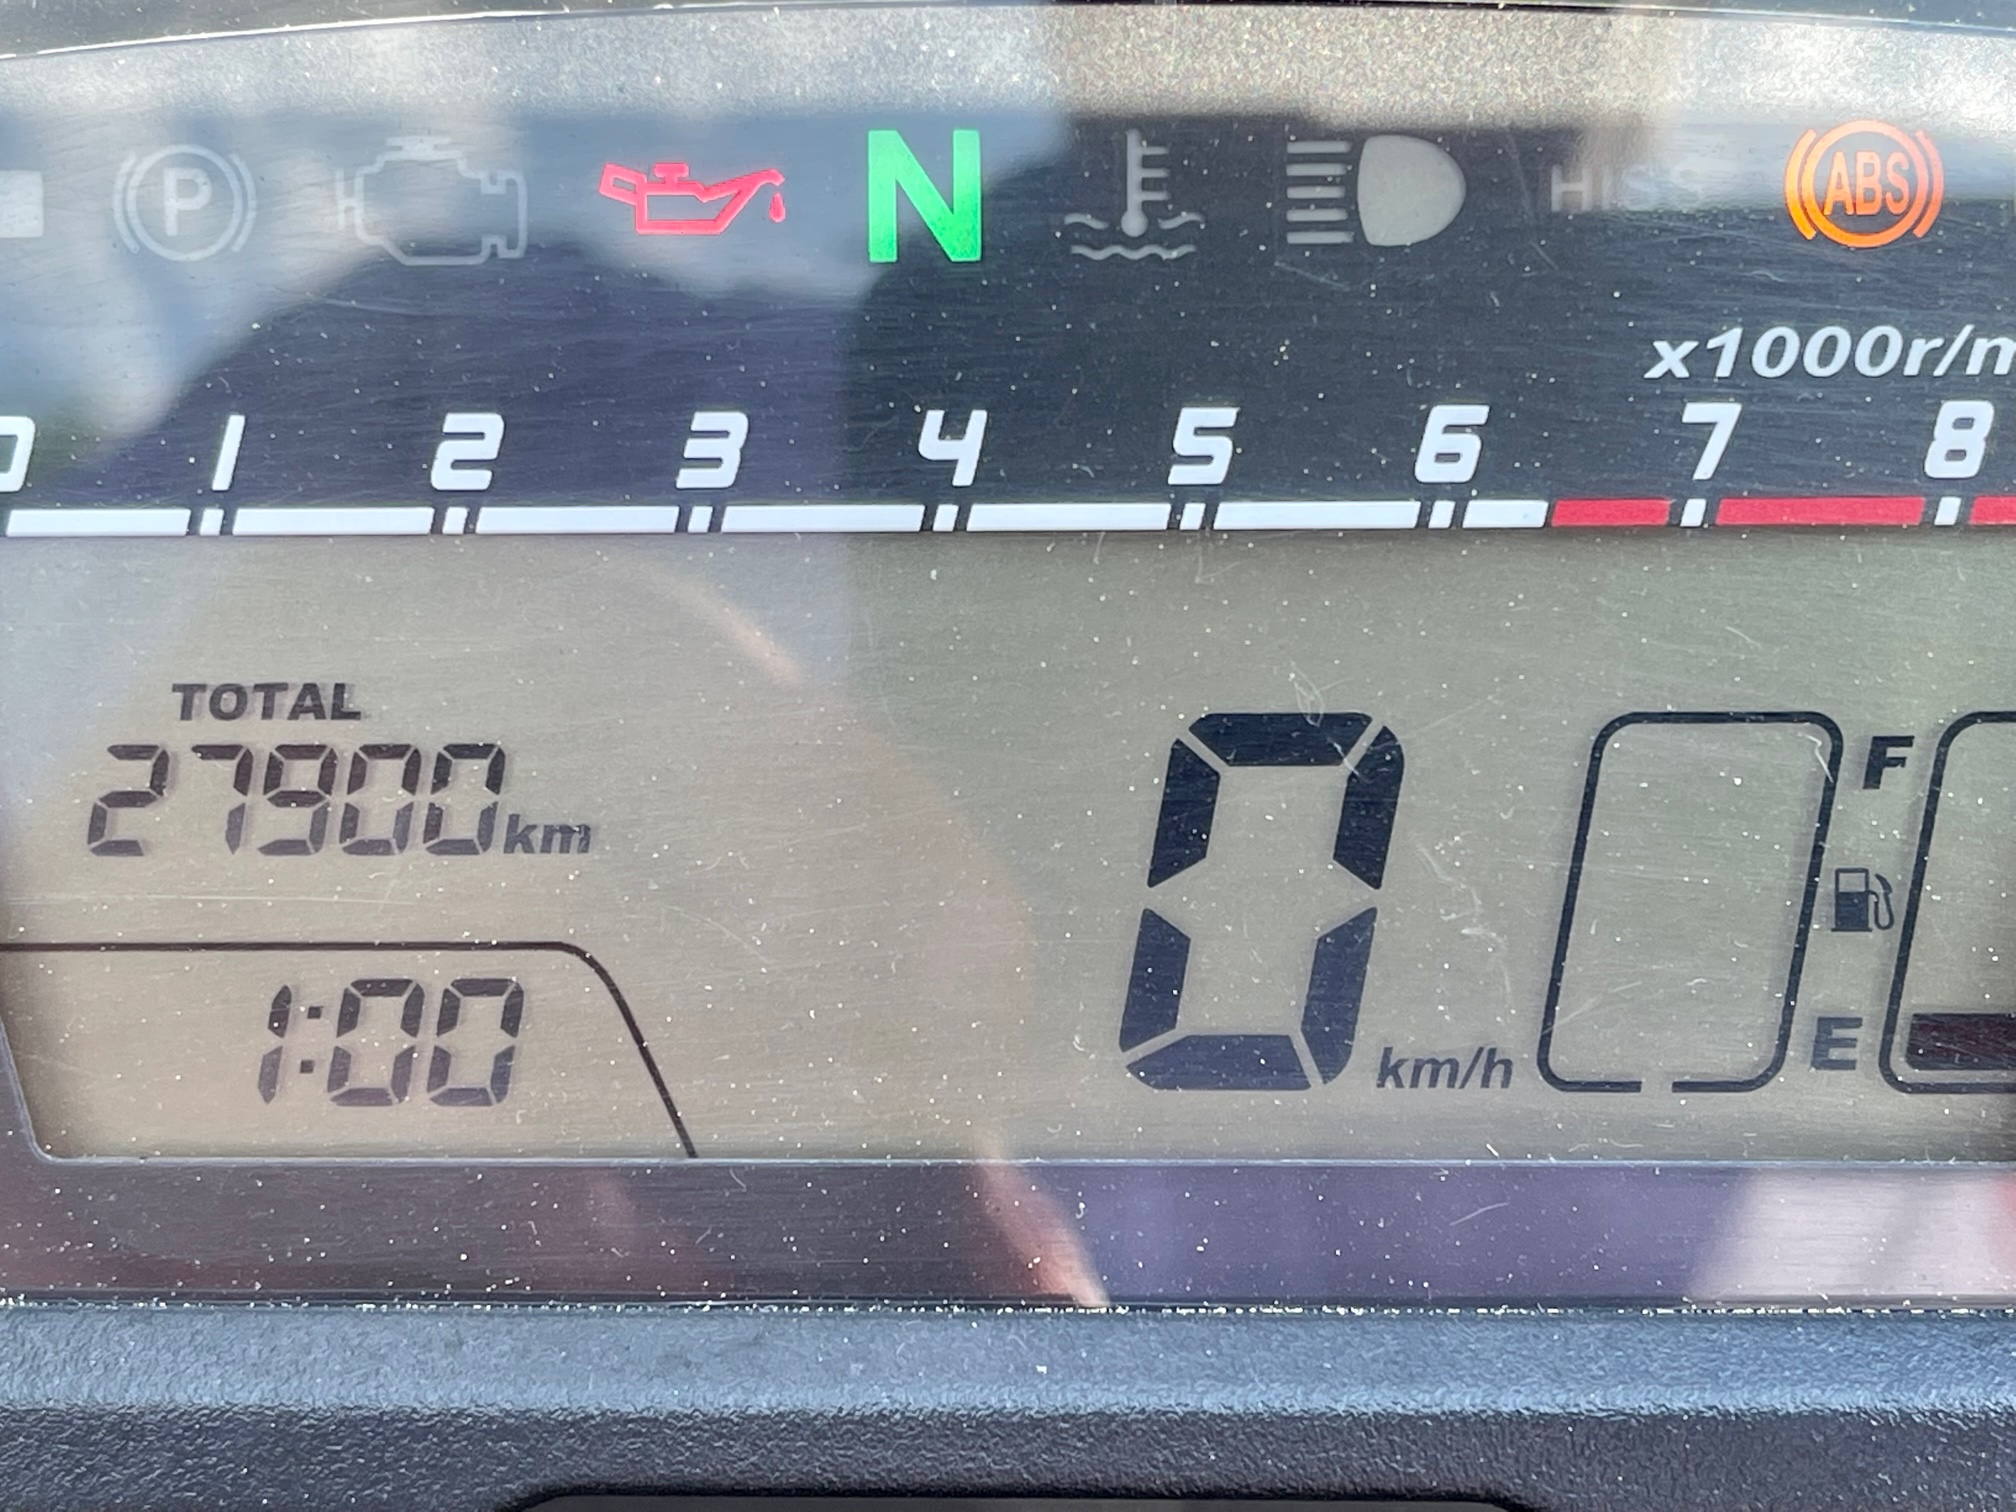 P N HISS ABS
x1000r/m
0 1 2 3 4 5 6 7 8
TOTAL
27900km
1:00
0 km/h
F
E